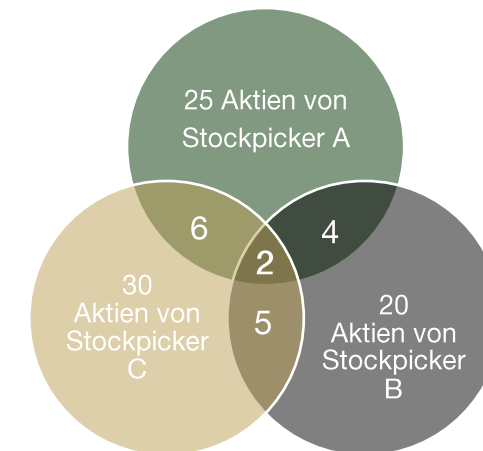 25 Aktien von
Stockpicker A
6
4
2
30
Aktien von
Stockpicker
C
5
20
Aktien von
Stockpicker
B